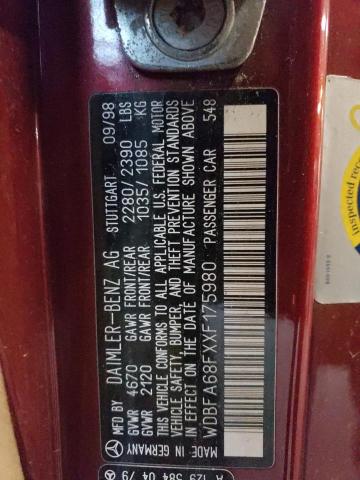 MFD BY DAIMLER-BENZ AG STUTTGART 09/98
GVWR 4670 GAWR FRONT/REAR 2280/2390 LBS
GVWR 2120 GAWR FRONT/REAR 1035/1085 KG
THIS VEHICLE CONFORMS TO ALL APPLICABLE U.S. FEDERAL MOTOR
VEHICLE SAFETY, BUMPER, AND THEFT PREVENTION STANDARDS
IN EFFECT ON THE DATE OF MANUFACTURE SHOWN ABOVE
WDBFA68FXXF175980 PASSENGER CAR 548
MADE IN GERMANY
A 129 584 04 79
Inspected